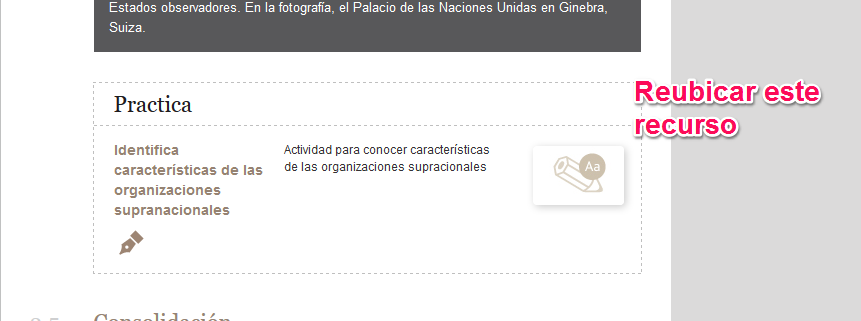 Estados observadores. En la fotografía, el Palacio de las Naciones Unidas en Ginebra,
Suiza.
Practica
Reubicar este
recurso
Identifica
características de las
organizaciones
supranacionales
Actividad para conocer características
de las organizaciones supracionales
Aa
Consolidación